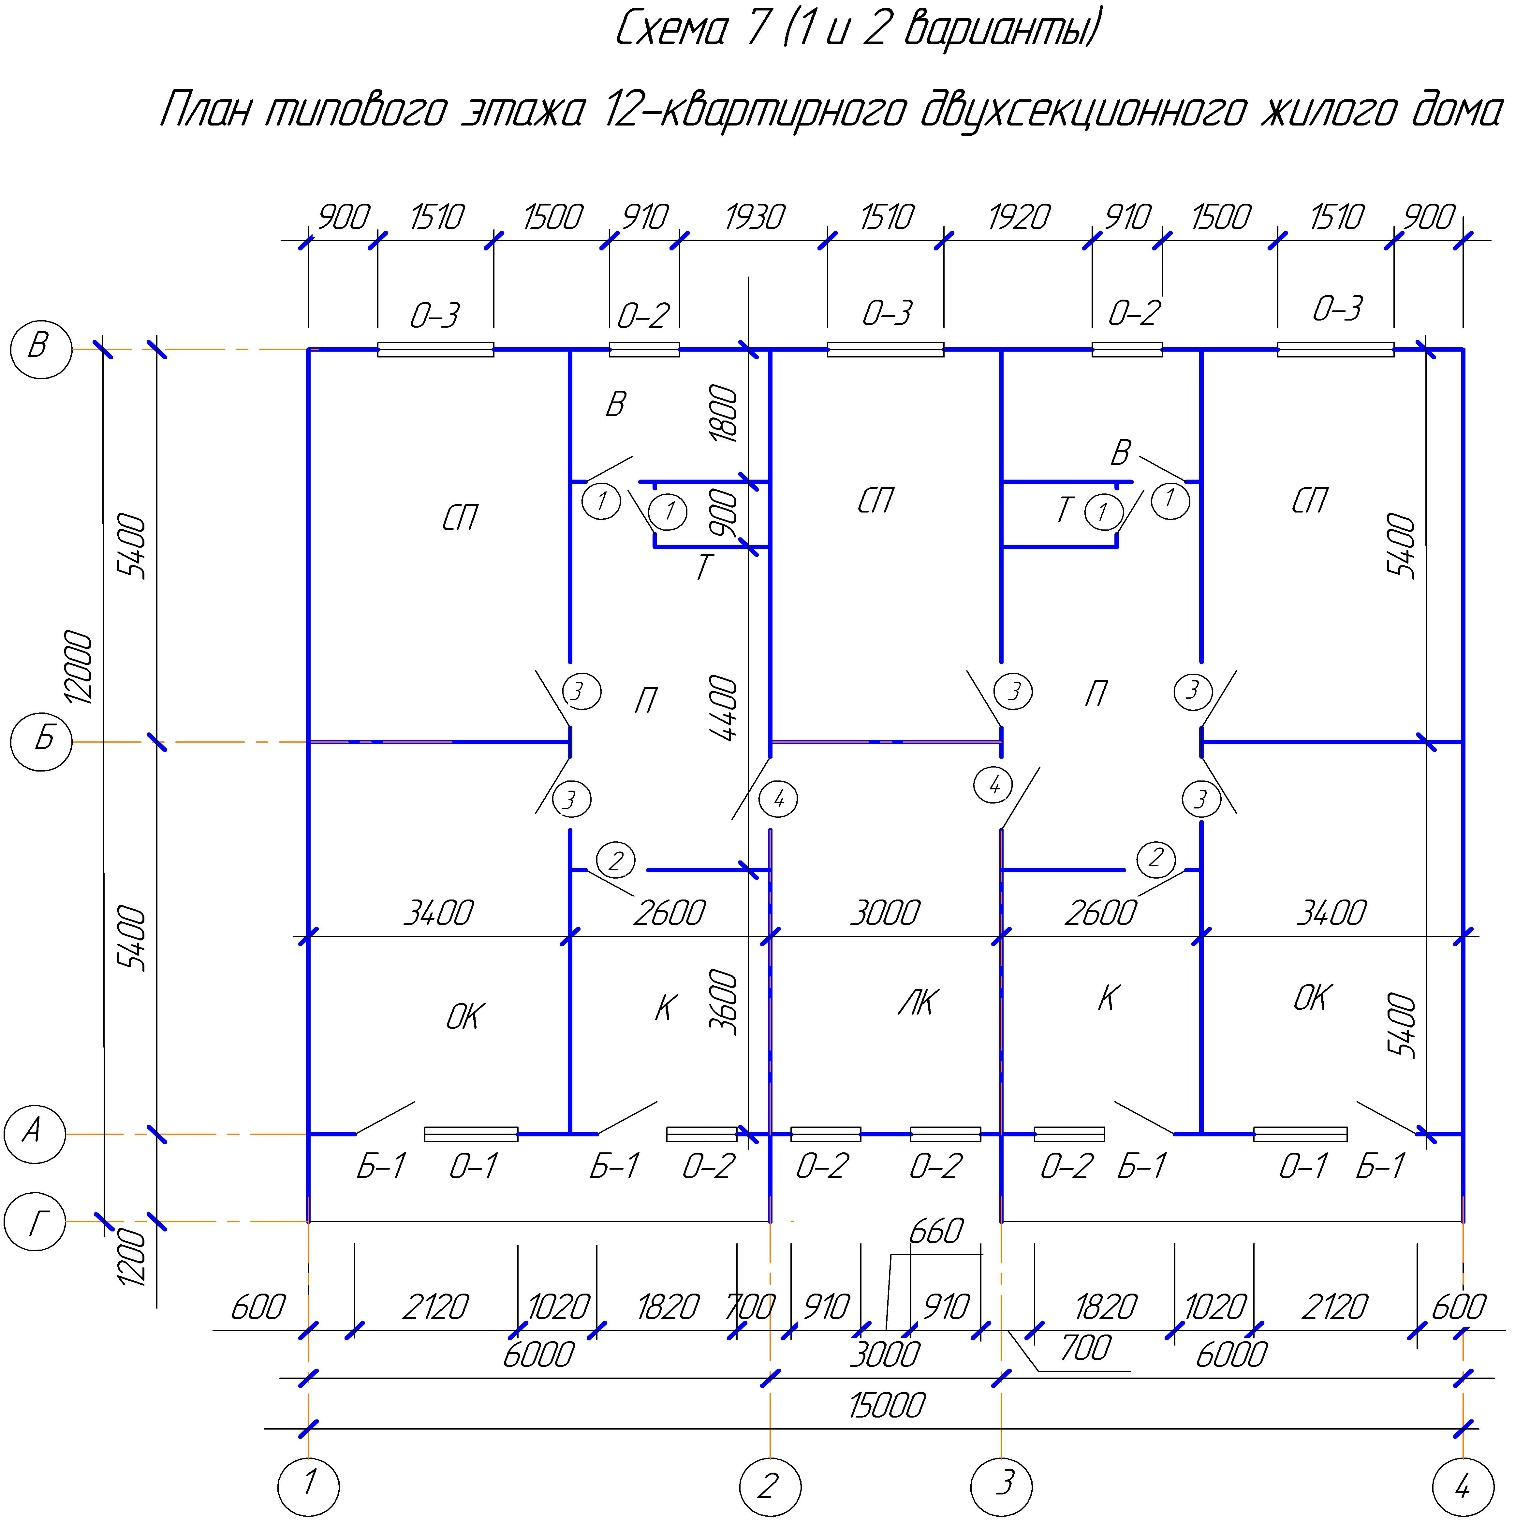 Схема 7 (1 и 2 варианты)
План типового этажа 12-квартирного двухсекционного жилого дома
900 1510 1500 910 1930 1510 1920 910 1500 1510 900
О-3 О-2 О-3 О-2 О-3
В
В
1800
В
5400
СП
1
1
900
СП
Т
1
1
СП
5400
Т
12000
3
П
4400
3
П
3
Б
3
4
4
3
2
2
3400 2600 3000 2600 3400
5400
ОК
К
3600
ЛК
К
ОК
5400
А
Б-1 О-1 Б-1 О-2 О-2 О-2 О-2 Б-1 О-1 Б-1
Г
1200
660
600 2120 1020 1820 700 910 910 1820 1020 2120 600
6000 3000 700 6000
15000
1 2 3 4